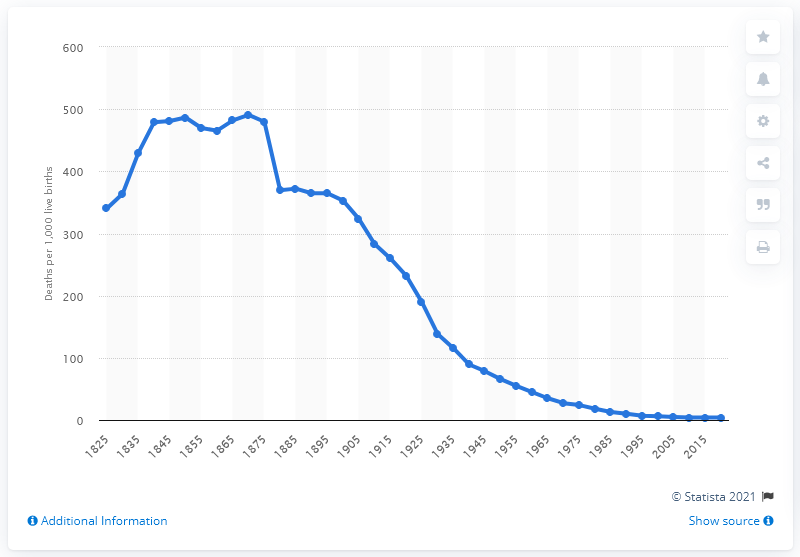 600
500
400
300
200
100
0
Deaths per 1,000 live births
1825 1835 1845 1855 1865 1875 1885 1895 1905 1915 1925 1935 1945 1955 1965 1975 1985 1995 2005 2015
© Statista 2021
Additional Information
Show source